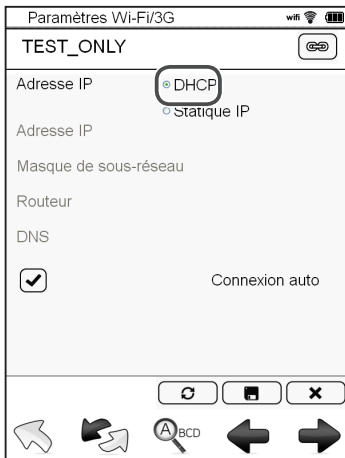 Paramètres Wi-Fi/3G wifi
TEST_ONLY
Adresse IP DHCP
Statique IP
Adresse IP
Masque de sous-réseau
Routeur
DNS
Connexion auto
A BCD